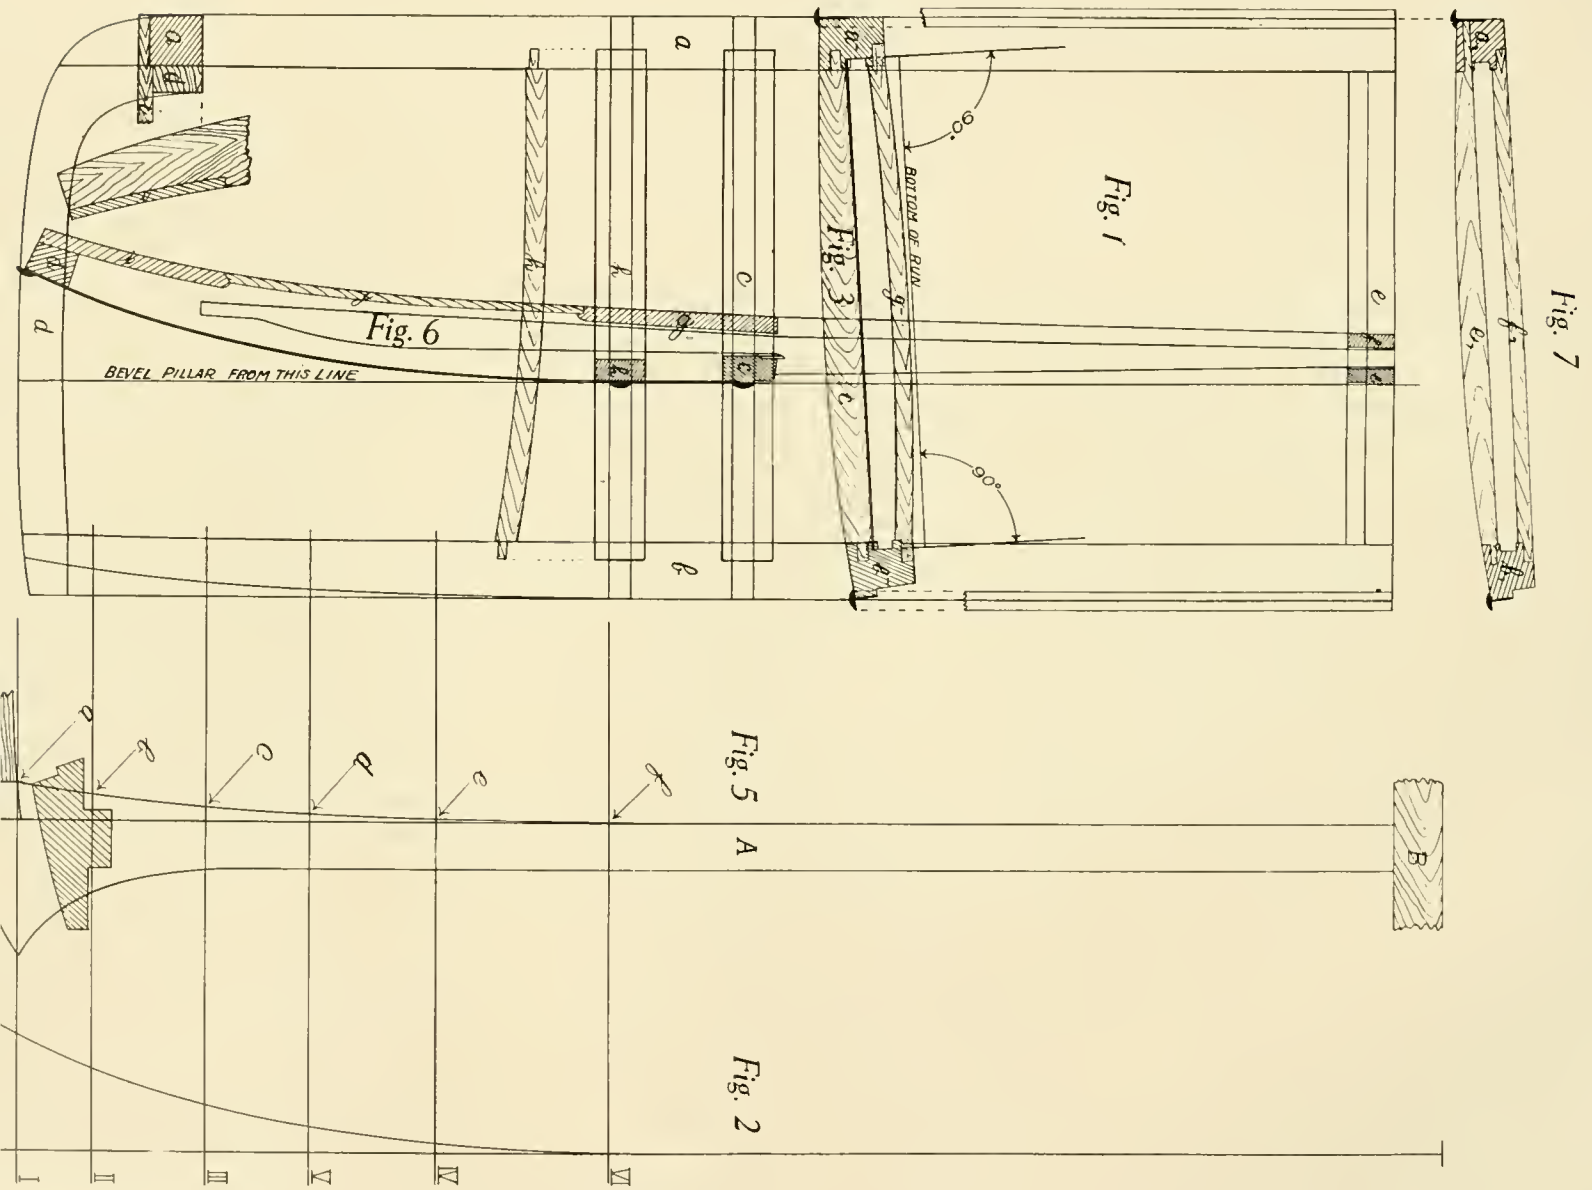 Fig. 7
Fig. 1
Fig. 3
Fig. 6
BOTTOM OF RUN
90°
90°
BEVEL PILLAR FROM THIS LINE
a
d
a
h
h
c
e
g
c
d
d
g
h
c
e
b
Fig. 5
a
b
c
d
e
f
A
B
Fig. 2
I
II
III
V
IV
VI